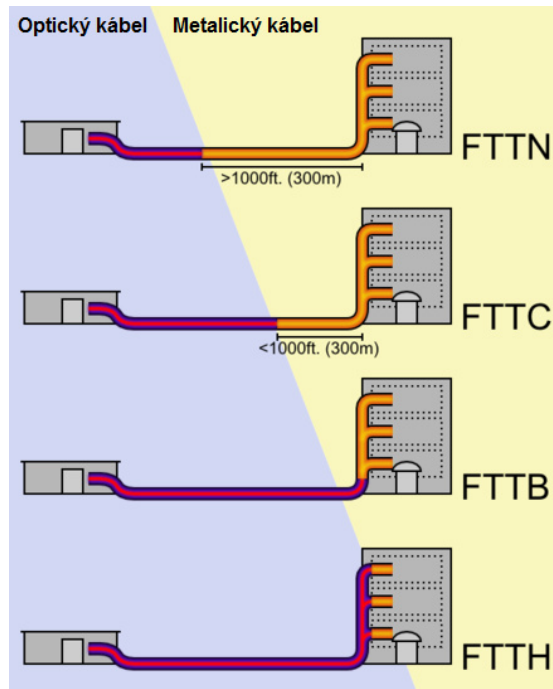 Optický kábel Metalický kábel
FTTN
>1000ft. (300m)
FTTC
<1000ft. (300m)
FTTB
FTTH